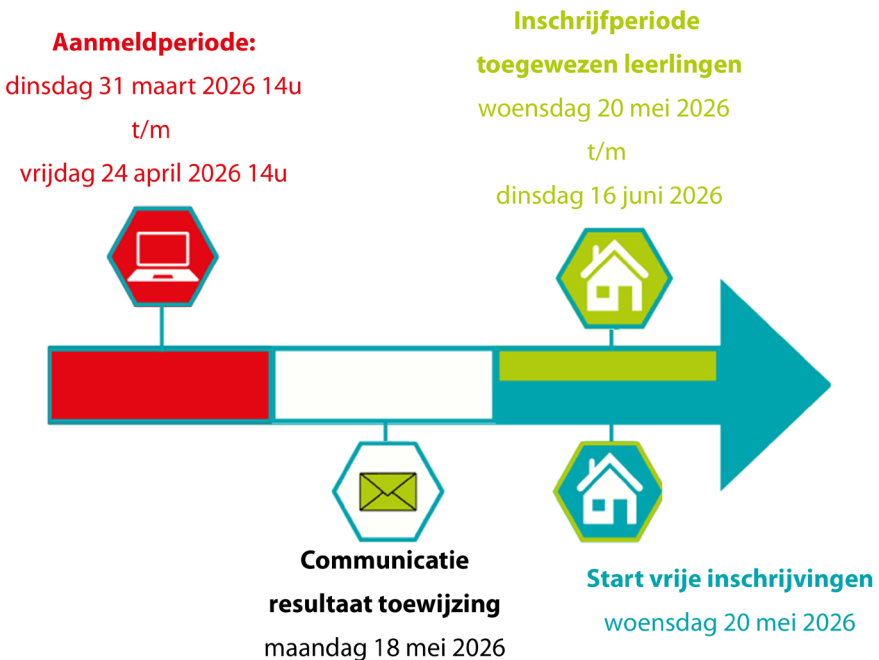 Aanmeldperiode:
dinsdag 31 maart 2026 14u
t/m
vrijdag 24 april 2026 14u
Inschrijfperiode
toegewezen leerlingen
woensdag 20 mei 2026
t/m
dinsdag 16 juni 2026
Communicatie
resultaat toewijzing
maandag 18 mei 2026
Start vrije inschrijvingen
woensdag 20 mei 2026